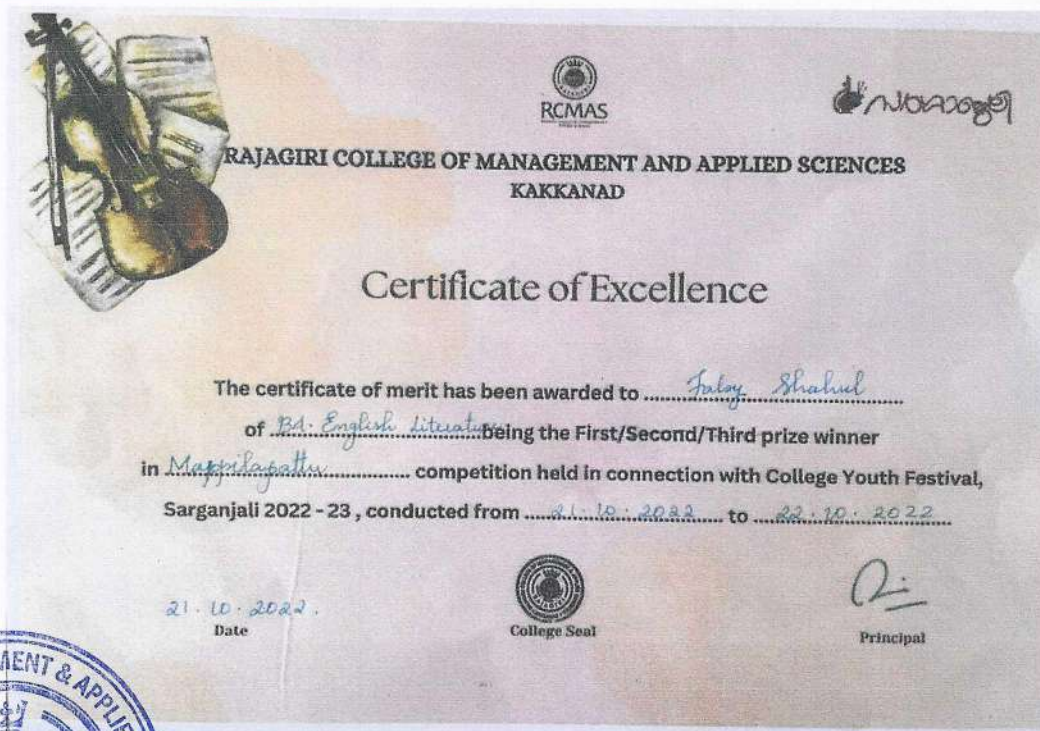 RCMAS
സർഗാഞ്ജലി
RAJAGIRI COLLEGE OF MANAGEMENT AND APPLIED SCIENCES
KAKKANAD
Certificate of Excellence
The certificate of merit has been awarded to Shahul
of English Literature being the First/Second/Third prize winner
in Mappilapattu competition held in connection with College Youth Festival,
Sarganjali 2022 - 23 , conducted from 21.10.2022 to 22.10.2022
21.10.2022.
Date
College Seal
Principal
MENT & APPLIE